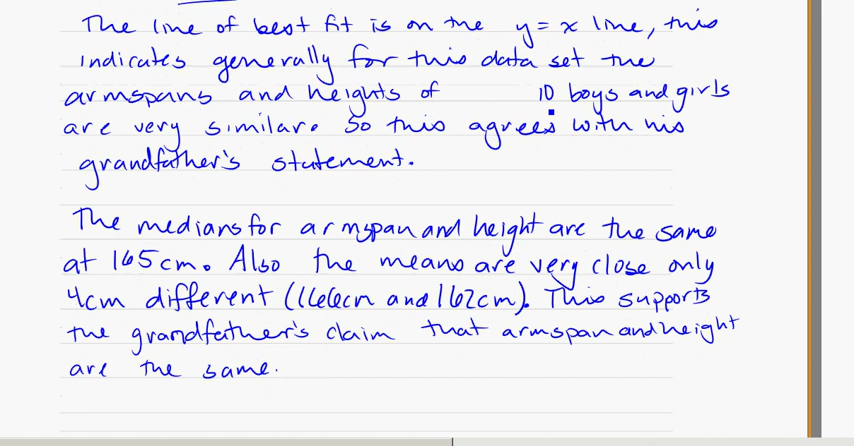 The line of best fit is on the y = x line, this
indicates generally for this data set the
armspans and heights of 10 boys and girls
are very similar. So this agrees with his
grandfather's statement.
The medians for armspan and height are the same
at 165cm. Also the means are very close only
4cm different (166cm and 162cm). This supports
the grandfather's claim that armspan and height
are the same.